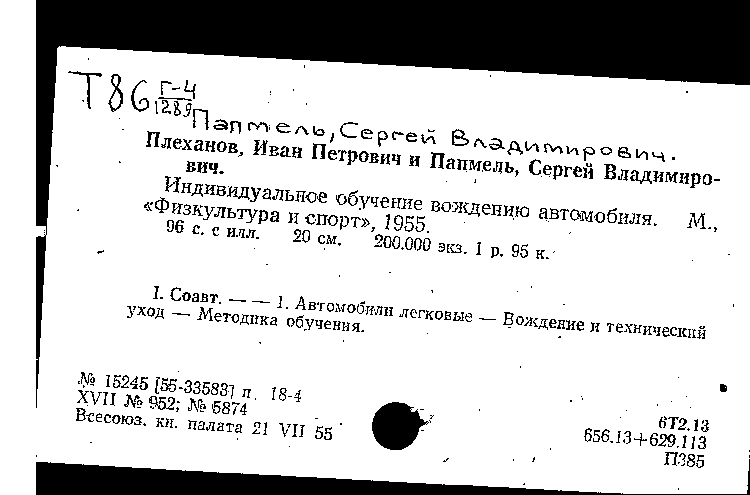 Т86 Г-4
1289
Папмель, Сергей Владимирович.
Плеханов, Иван Петрович и Папмель, Сергей Владимиро-
вич.
Индивидуальное обучение вождению автомобиля. М.,
«Физкультура и спорт», 1955.
96 с. с илл. 20 см. 200.000 экз. 1 р. 95 к.
I. Соавт. — — 1. Автомобили легковые — Вождение и технический
уход — Методика обучения.
№ 15245 [55-33583] п. 18-4
XVII № 952; № 5874
Всесоюз. кн. палата 21 VII 55
6Т2.13
656.13+629.113
П385